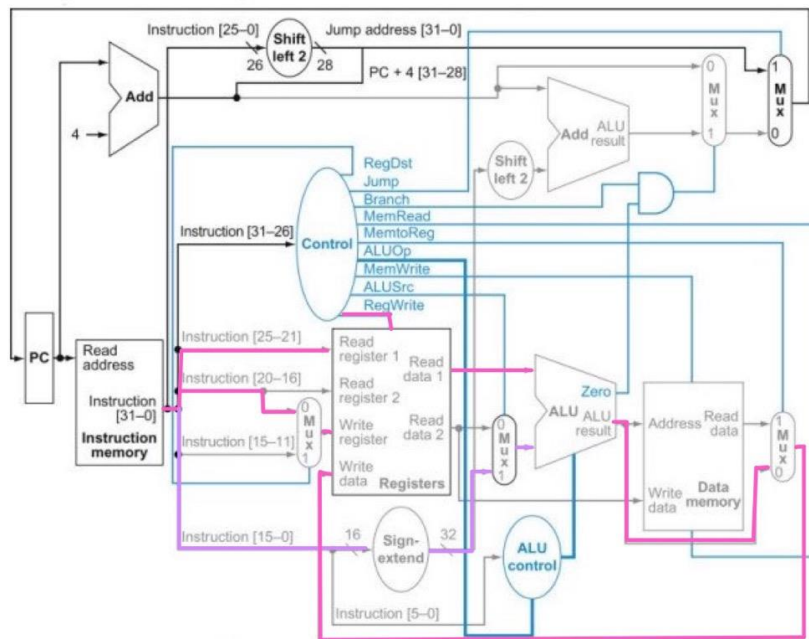 Instruction [25–0]
Shift
left 2
Jump address [31–0]
26
28
PC + 4 [31–28]
Add
4
0
M
u
x
1
1
M
u
x
0
Add
ALU
result
Shift
left 2
RegDst
Jump
Branch
MemRead
MemtoReg
ALUOp
MemWrite
ALUSrc
RegWrite
Instruction [31–26]
Control
PC
Read
address
Instruction
[31–0]
Instruction
memory
Instruction [25–21]
Instruction [20–16]
Instruction [15–11]
0
M
u
x
1
Read
register 1
Read
register 2
Write
register
Write
data
Read
data 1
Read
data 2
Registers
0
M
u
x
1
Zero
ALU
ALU
result
Address
Read
data
Write
data
Data
memory
1
M
u
x
0
Instruction [15–0]
16
Sign-
extend
32
ALU
control
Instruction [5–0]